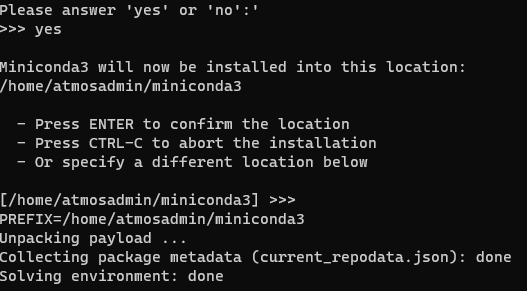 Please answer 'yes' or 'no':'
>>> yes
Miniconda3 will now be installed into this location:
/home/atmosadmin/miniconda3
- Press ENTER to confirm the location
- Press CTRL-C to abort the installation
- Or specify a different location below
[/home/atmosadmin/miniconda3] >>>
PREFIX=/home/atmosadmin/miniconda3
Unpacking payload ...
Collecting package metadata (current_repodata.json): done
Solving environment: done